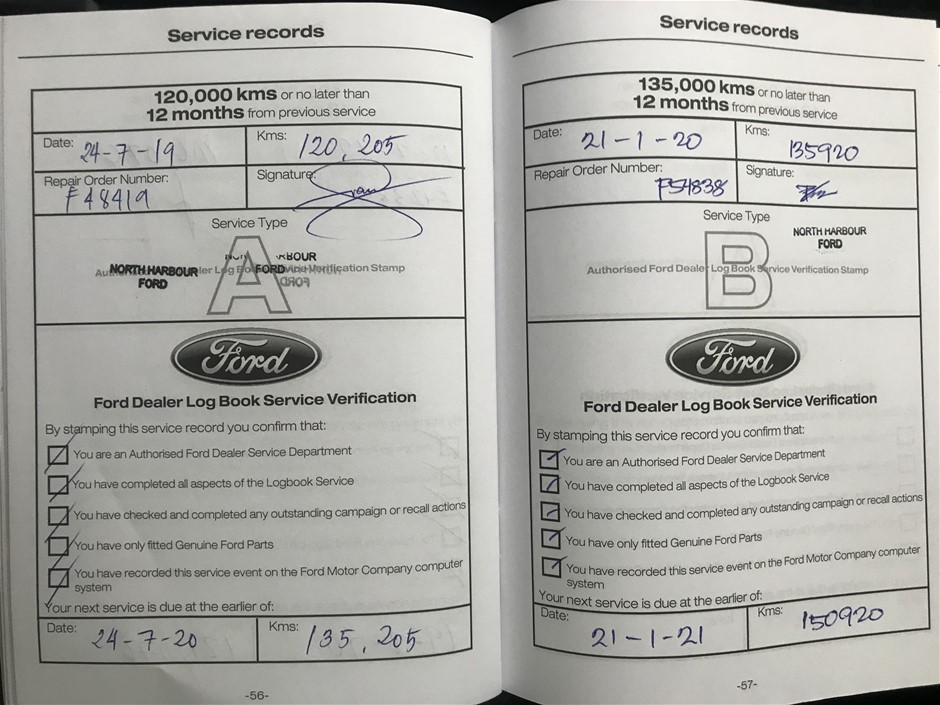 Service records
120,000 kms or no later than
12 months from previous service
Date: 24-7-19
Kms: 120,205
Repair Order Number:
F48419
Signature:
Service Type
A
Authorised Ford Dealer Log Book Service Verification Stamp
NORTH HARBOUR
FORD
HARBOUR
FORD
FORD
Ford
Ford Dealer Log Book Service Verification
By stamping this service record you confirm that:
You are an Authorised Ford Dealer Service Department
You have completed all aspects of the Logbook Service
You have checked and completed any outstanding campaign or recall actions
You have only fitted Genuine Ford Parts
You have recorded this service event on the Ford Motor Company computer
system
Your next service is due at the earlier of:
Date: 24-7-20
Kms: 135,205
-56-
Service records
135,000 kms or no later than
12 months from previous service
Date: 21-1-20
Kms: 135920
Repair Order Number:
F54838
Signature:
Service Type
NORTH HARBOUR
FORD
B
Authorised Ford Dealer Log Book Service Verification Stamp
Ford
Ford Dealer Log Book Service Verification
By stamping this service record you confirm that:
You are an Authorised Ford Dealer Service Department
You have completed all aspects of the Logbook Service
You have checked and completed any outstanding campaign or recall actions
You have only fitted Genuine Ford Parts
You have recorded this service event on the Ford Motor Company computer
system
Your next service is due at the earlier of:
Date: 21-1-21
Kms: 150920
-57-